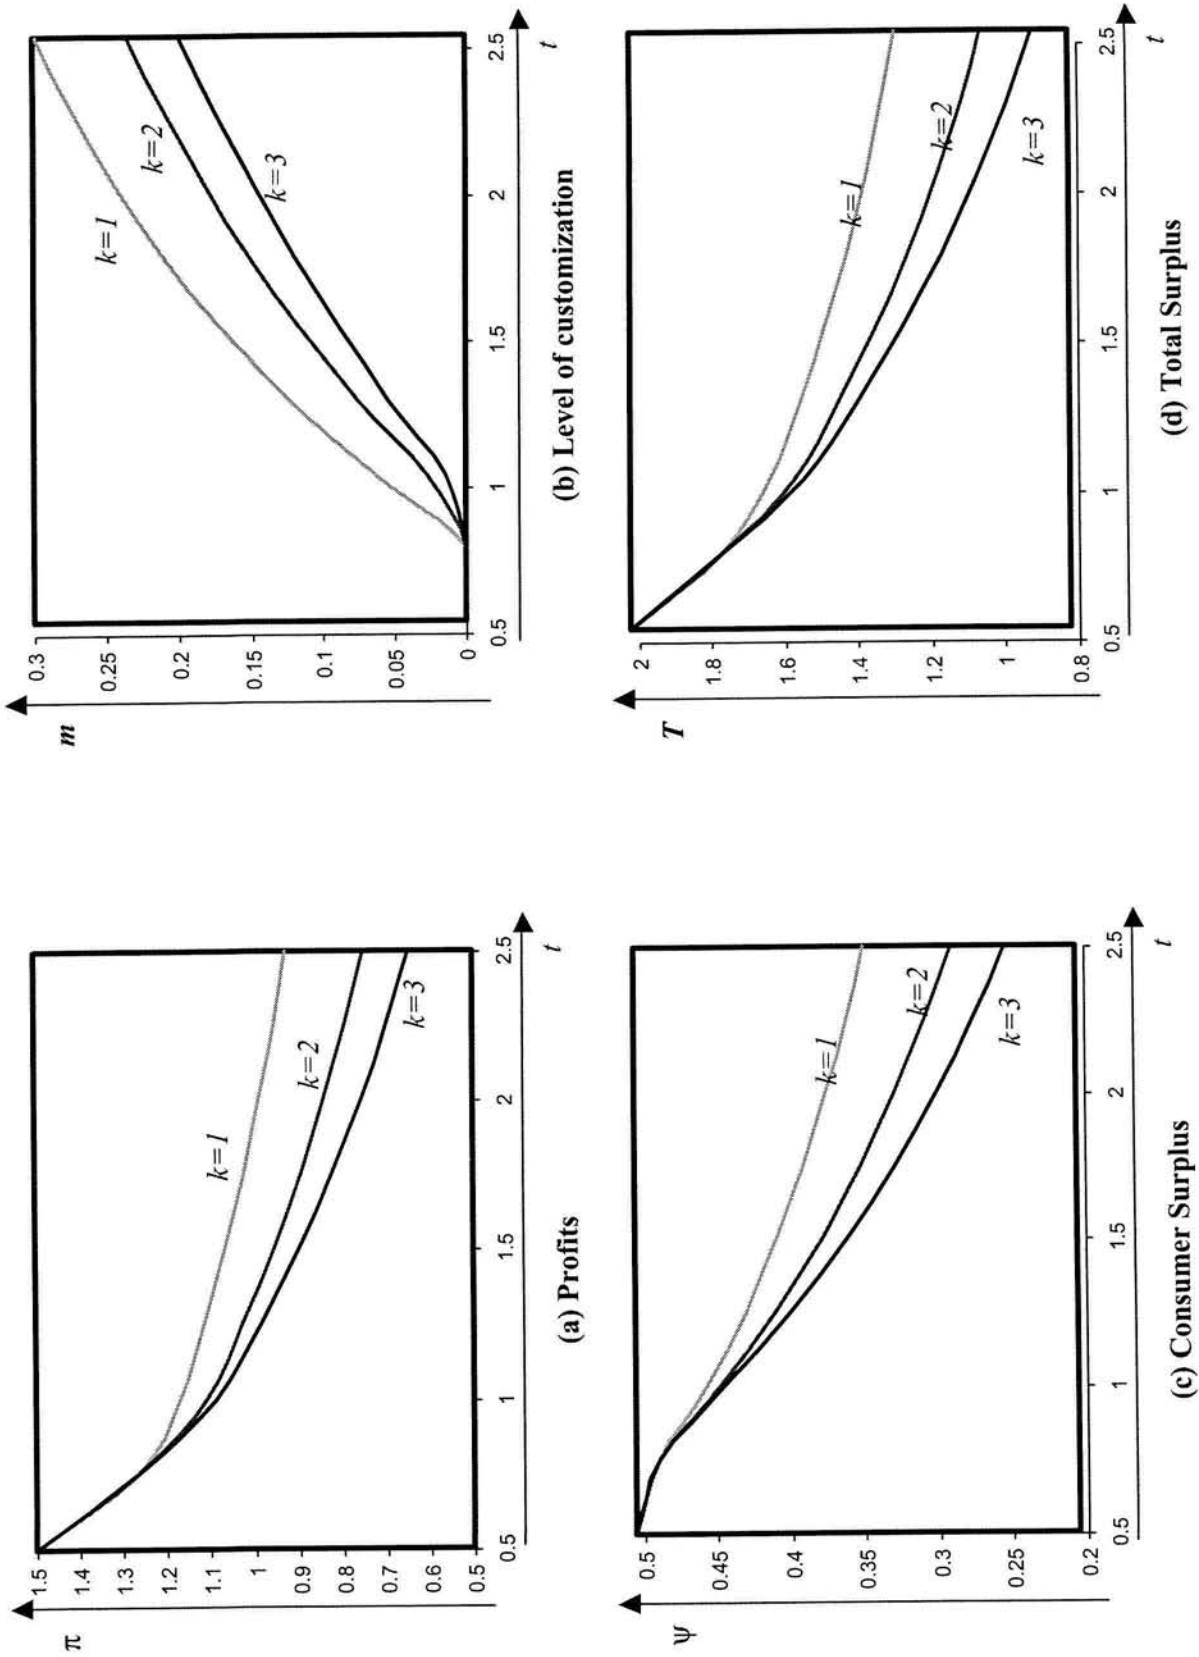 π
1.5
1.4
1.3
1.2
1.1
1
0.9
0.8
0.7
0.6
0.5
k=1
k=2
k=3
0.5
1
1.5
2
2.5
t
(a) Profits
m
0.3
0.25
0.2
0.15
0.1
0.05
0
k=1
k=2
k=3
0.5
1
1.5
2
2.5
t
(b) Level of customization
Ψ
0.5
0.45
0.4
0.35
0.3
0.25
0.2
k=1
k=2
k=3
0.5
1
1.5
2
2.5
t
(c) Consumer Surplus
T
2
1.8
1.6
1.4
1.2
1
0.8
k=1
k=2
k=3
0.5
1
1.5
2
2.5
t
(d) Total Surplus